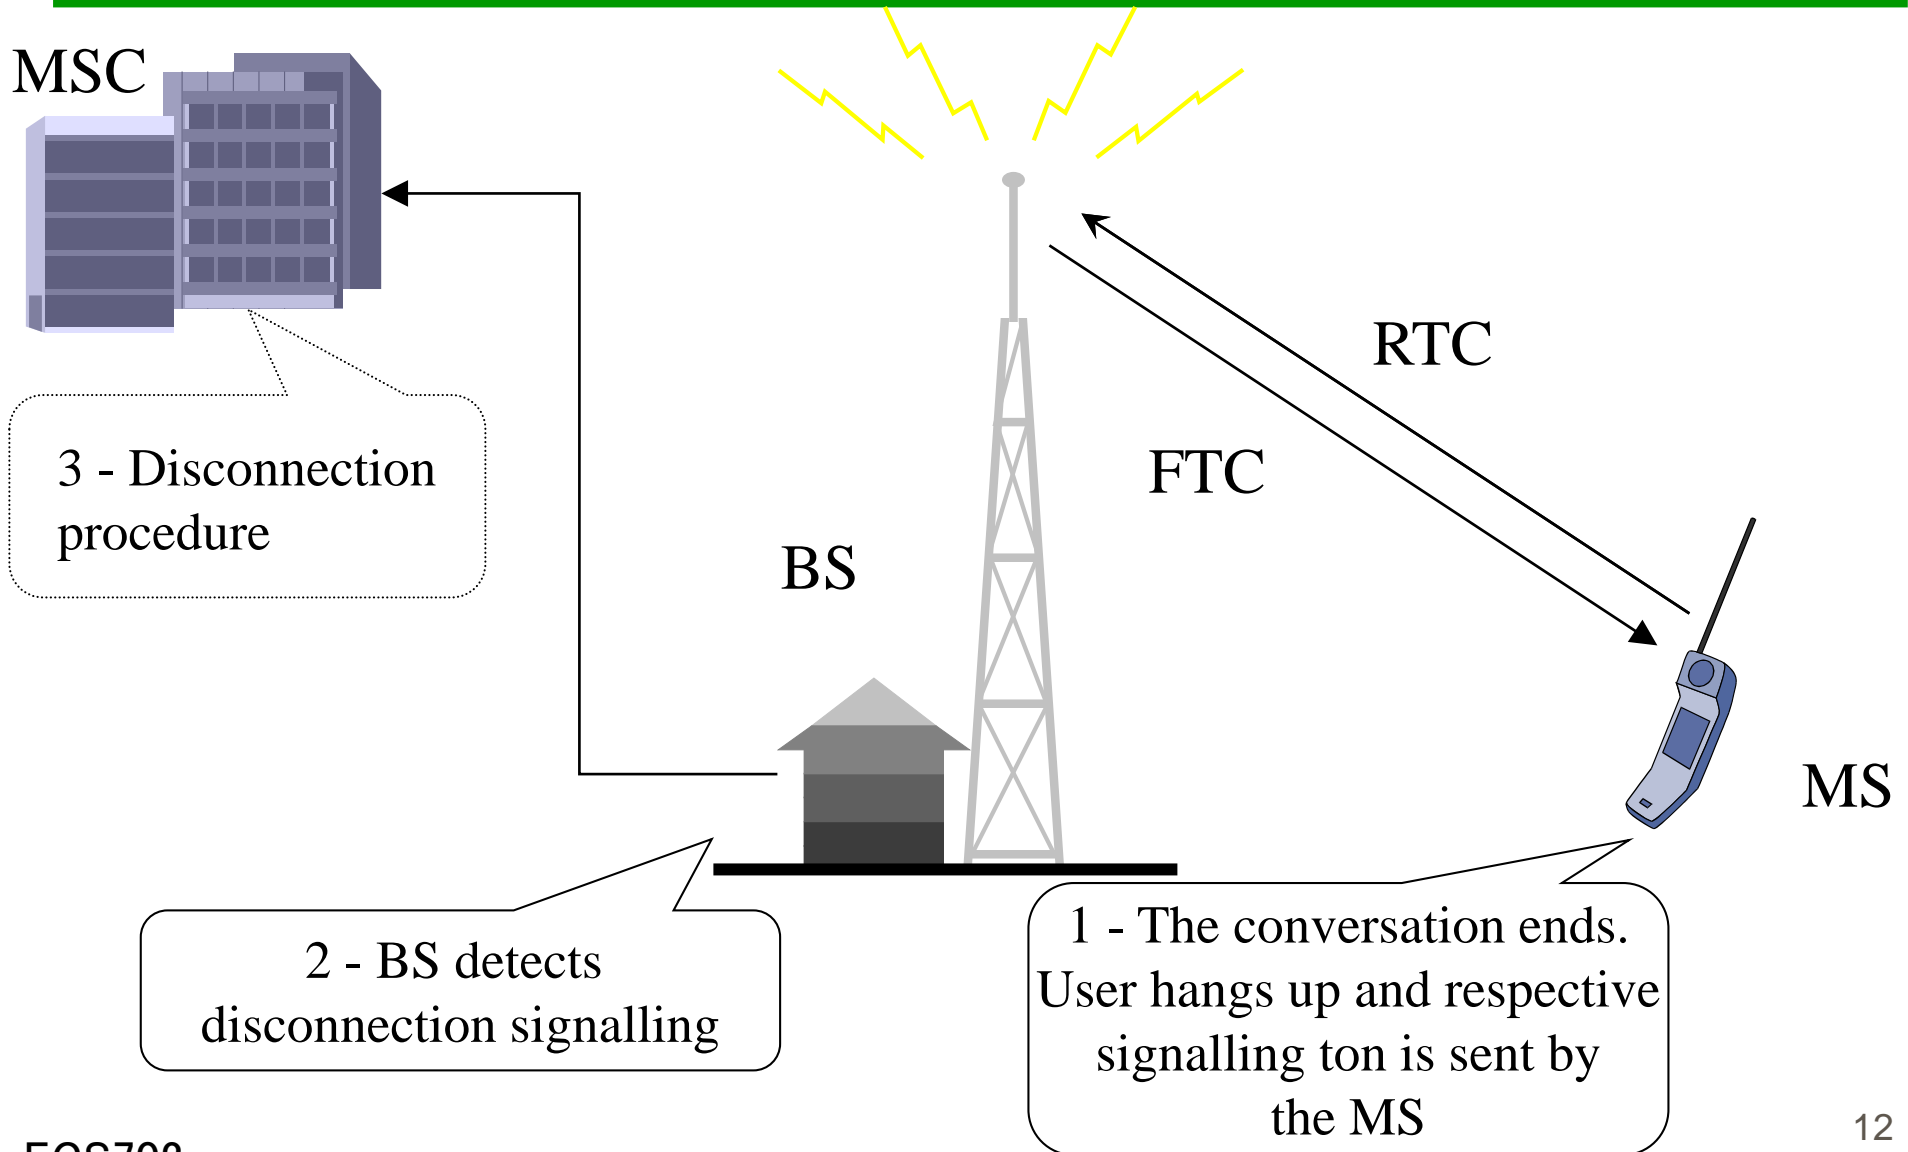 MSC
RTC
FTC
3 - Disconnection
procedure
BS
MS
2 - BS detects
disconnection signalling
1 - The conversation ends.
User hangs up and respective
signalling ton is sent by
the MS
12